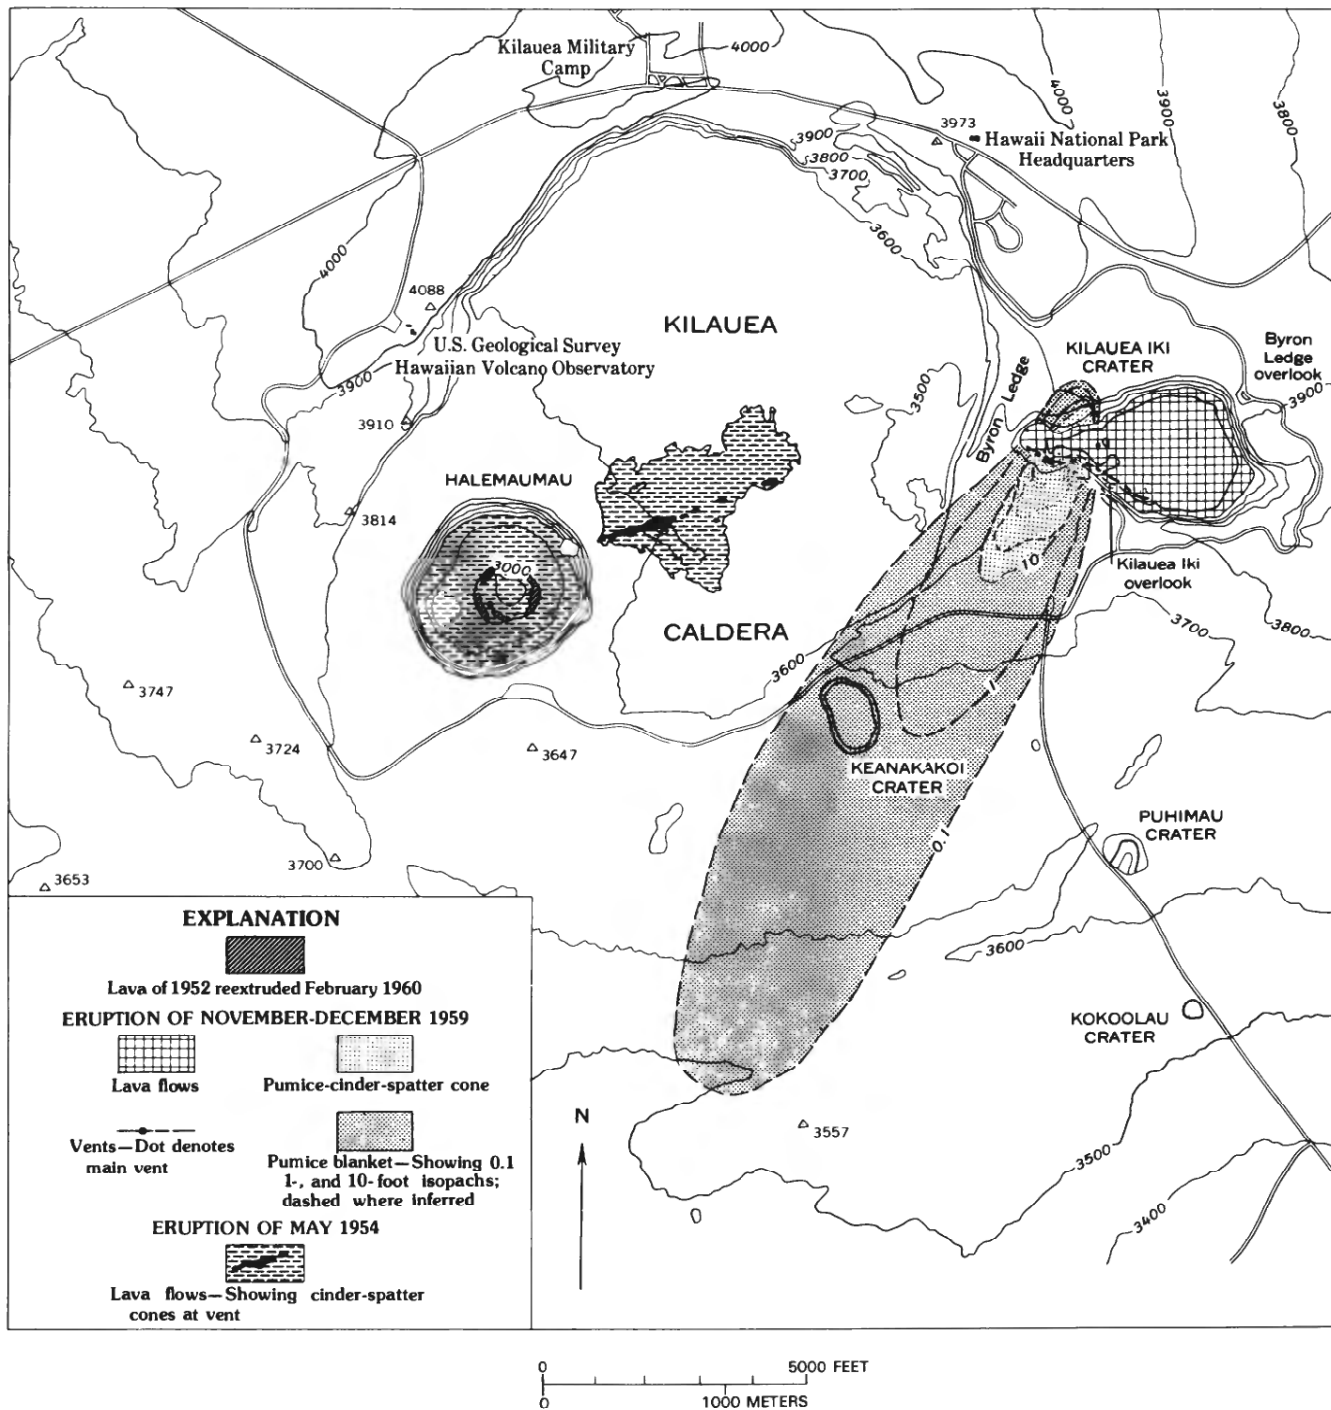 Kilauea Military
Camp
4000
4000
3900
3800
3973
Hawaii National Park
Headquarters
3900
3800
3700
3600
4000
4088
KILAUEA
U.S. Geological Survey
Hawaiian Volcano Observatory
3900
3910
3500
Byron Ledge
KILAUEA IKI
CRATER
Byron
Ledge
overlook
3900
HALEMAUMAU
3814
3000
10
Kilauea Iki
overlook
CALDERA
3600
3700
3800
3747
3724
3647
1
KEANAKAKOI
CRATER
0.1
PUHIMAU
CRATER
3700
3653
3600
KOKOOLAU
CRATER
3557
3500
3400
N
EXPLANATION
Lava of 1952 reextruded February 1960
ERUPTION OF NOVEMBER-DECEMBER 1959
Lava flows
Pumice-cinder-spatter cone
Vents—Dot denotes
main vent
Pumice blanket—Showing 0.1
1-, and 10-foot isopachs;
dashed where inferred
ERUPTION OF MAY 1954
Lava flows—Showing cinder-spatter
cones at vent
0 5000 FEET
0 1000 METERS